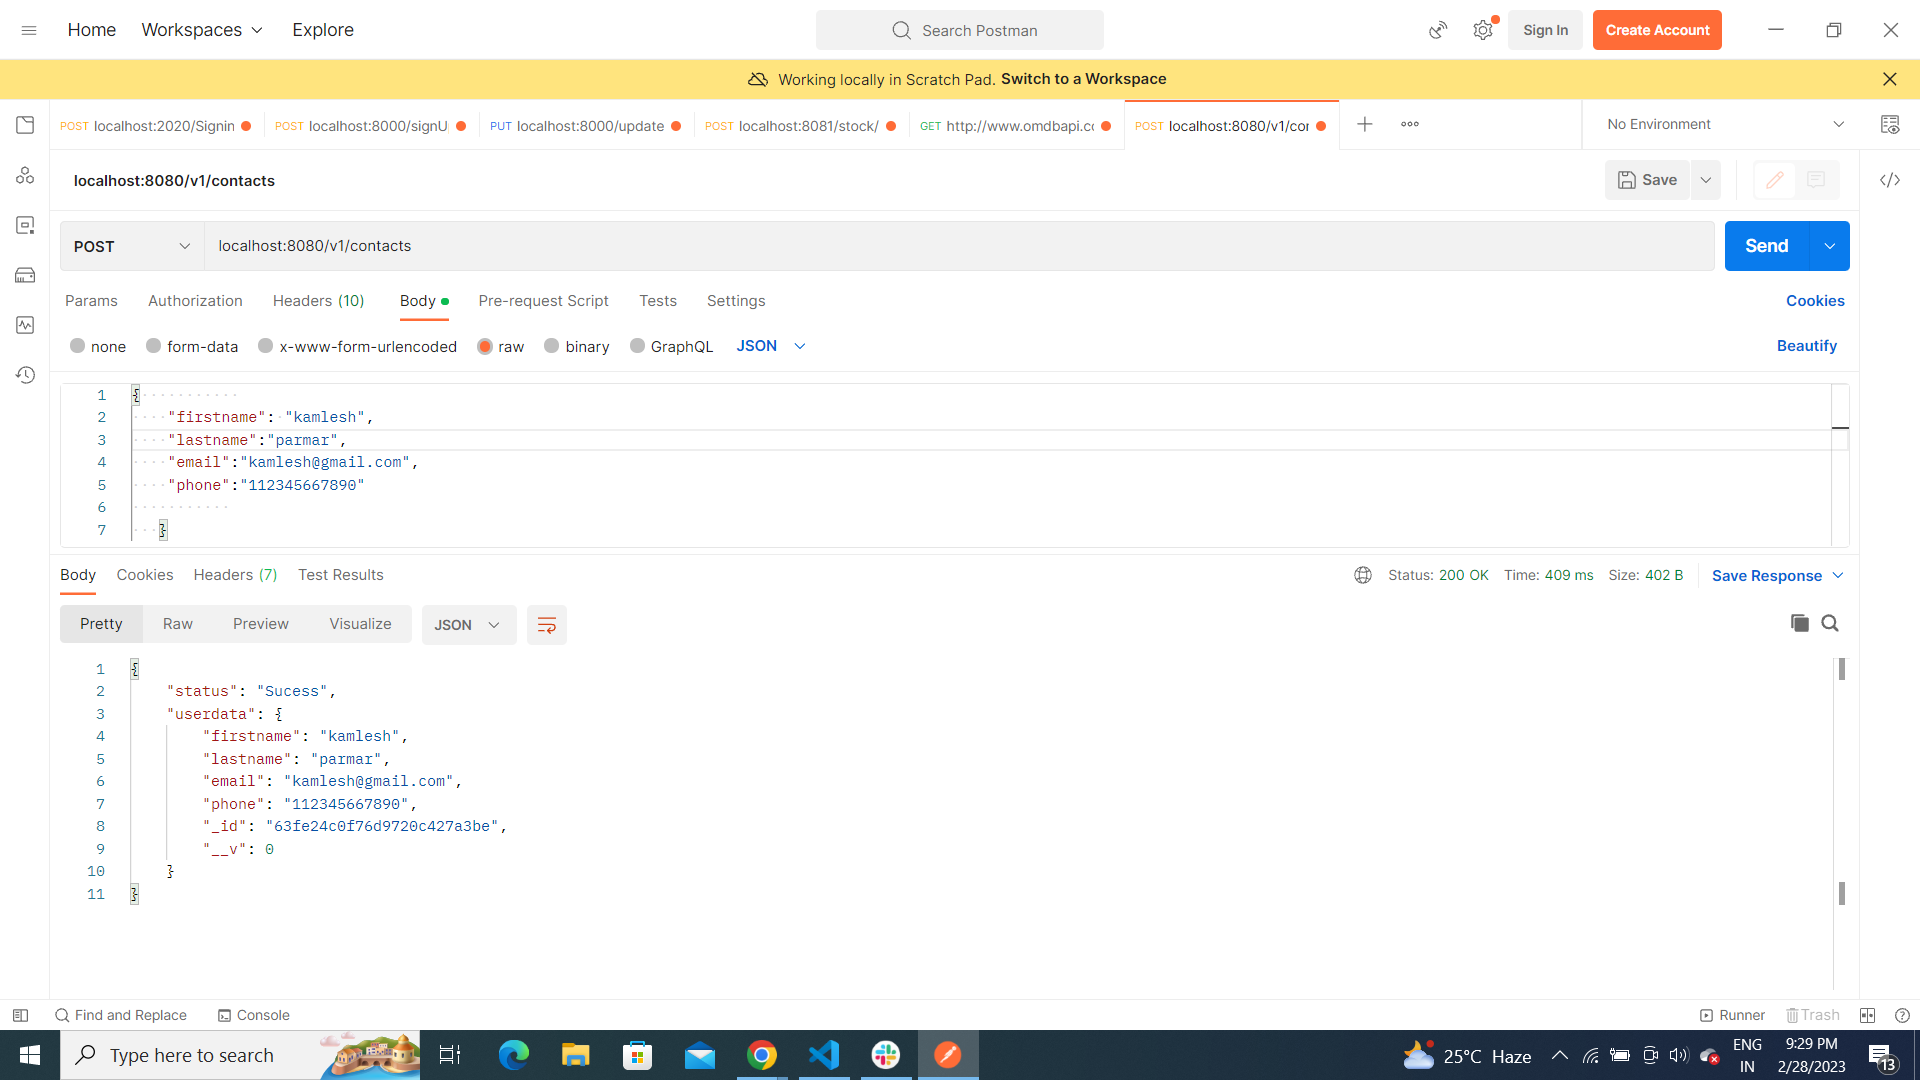 Home Workspaces Explore Search Postman Sign In Create Account
Working locally in Scratch Pad. Switch to a Workspace
POST localhost:2020/Signin POST localhost:8000/signU PUT localhost:8000/update POST localhost:8081/stock/ GET http://www.omdbapi.cc POST localhost:8080/v1/cor No Environment
localhost:8080/v1/contacts Save
POST localhost:8080/v1/contacts Send
Params Authorization Headers (10) Body Pre-request Script Tests Settings Cookies
none form-data x-www-form-urlencoded raw binary GraphQL JSON Beautify
1 {
2 "firstname": "kamlesh",
3 "lastname":"parmar",
4 "email":"kamlesh@gmail.com",
5 "phone":"112345667890"
6
7 }
Body Cookies Headers (7) Test Results Status: 200 OK Time: 409 ms Size: 402 B Save Response
Pretty Raw Preview Visualize JSON
1 {
2 "status": "Sucess",
3 "userdata": {
4 "firstname": "kamlesh",
5 "lastname": "parmar",
6 "email": "kamlesh@gmail.com",
7 "phone": "112345667890",
8 "_id": "63fe24c0f76d9720c427a3be",
9 "__v": 0
10 }
11 }
Find and Replace Console Runner Trash
Type here to search 25°C Haze ENG IN 9:29 PM 2/28/2023 13